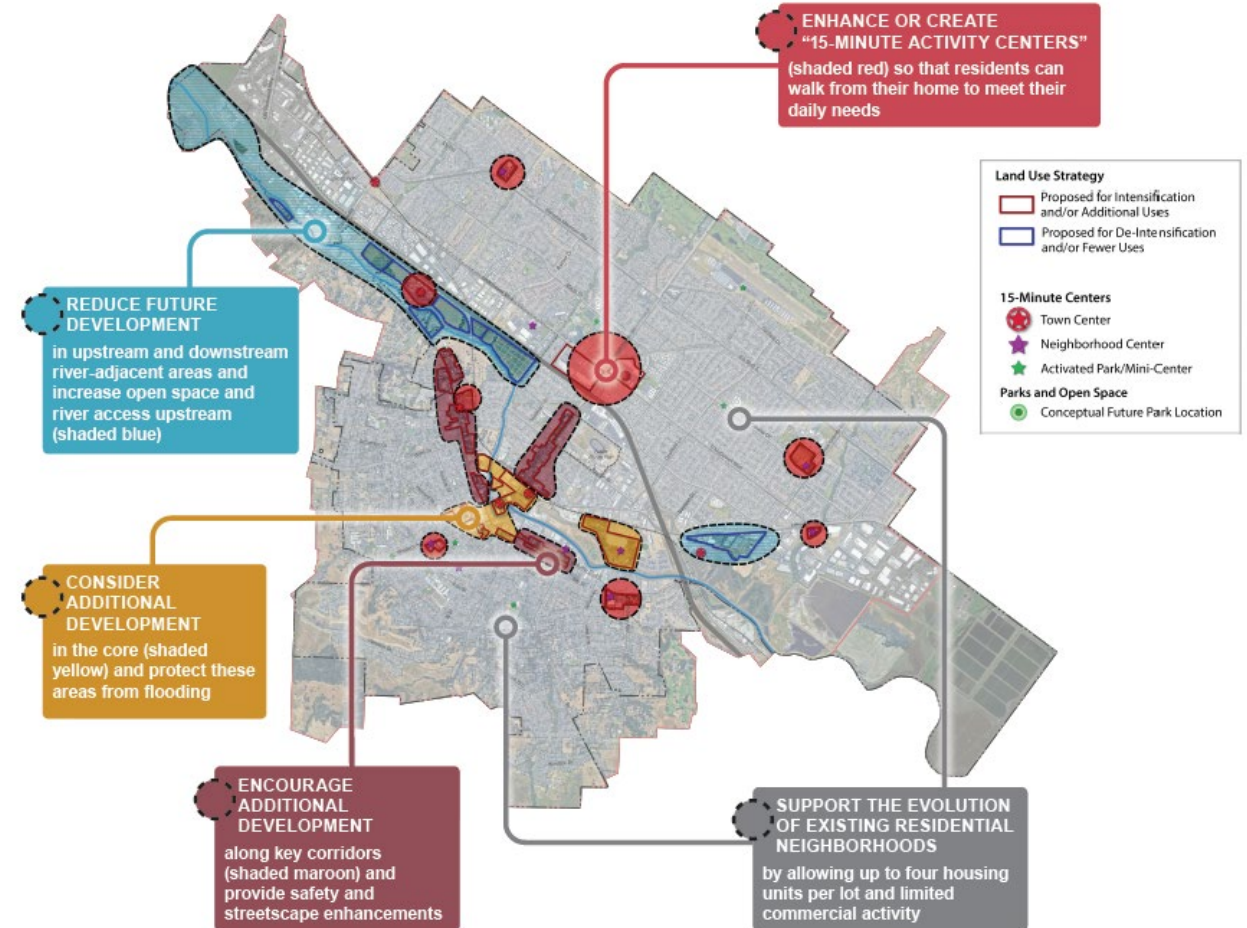 ENHANCE OR CREATE
“15-MINUTE ACTIVITY CENTERS”
(shaded red) so that residents can
walk from their home to meet their
daily needs
Land Use Strategy
Proposed for Intensification
and/or Additional Uses
Proposed for De-Intensification
and/or Fewer Uses
15-Minute Centers
Town Center
Neighborhood Center
Activated Park/Mini-Center
Parks and Open Space
Conceptual Future Park Location
REDUCE FUTURE
DEVELOPMENT
in upstream and downstream
river-adjacent areas and
increase open space and
river access upstream
(shaded blue)
CONSIDER
ADDITIONAL
DEVELOPMENT
in the core (shaded
yellow) and protect these
areas from flooding
ENCOURAGE
ADDITIONAL
DEVELOPMENT
along key corridors
(shaded maroon) and
provide safety and
streetscape enhancements
SUPPORT THE EVOLUTION
OF EXISTING RESIDENTIAL
NEIGHBORHOODS
by allowing up to four housing
units per lot and limited
commercial activity